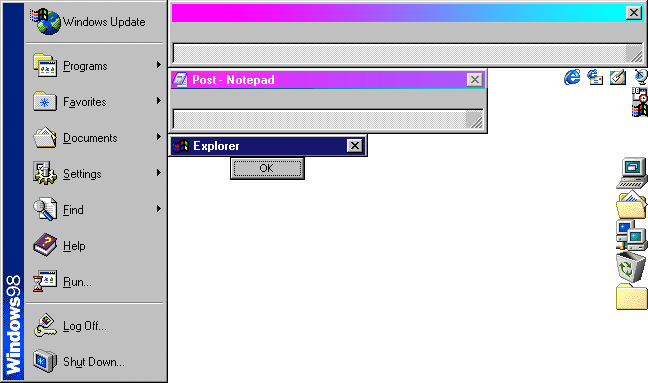 Windows Update
Programs
Favorites
Documents
Settings
Find
Help
Run...
Log Off...
Shut Down...
Windows98
Post - Notepad
Explorer
OK